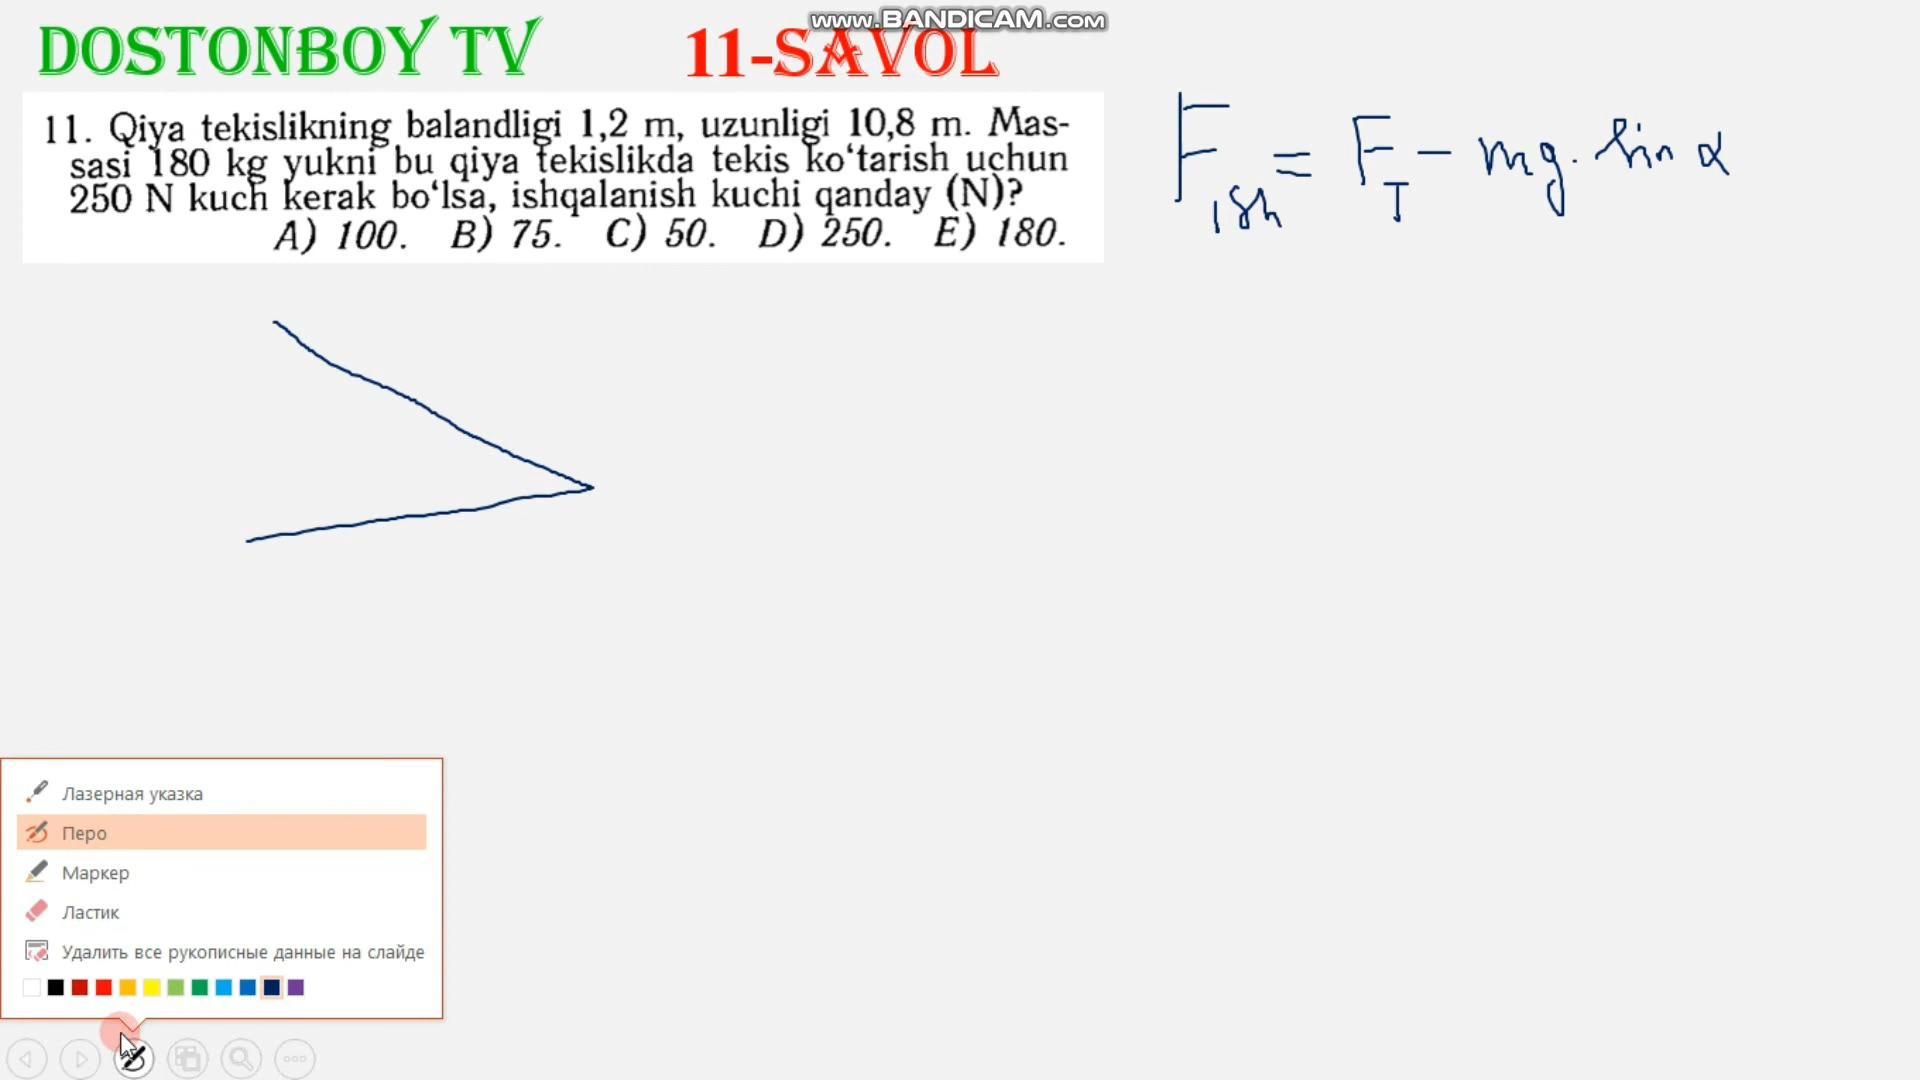 www.BANDICAM.com
DOSTONBOY TV 11-SAVOL
11. Qiya tekislikning balandligi 1,2 m, uzunligi 10,8 m. Mas-
sasi 180 kg yukni bu qiya tekislikda tekis ko‘tarish uchun
250 N kuch kerak bo‘lsa, ishqalanish kuchi qanday (N)?
A) 100. B) 75. C) 50. D) 250. E) 180.
F ish = F T - mg · sin α
Лазерная указка
Перо
Маркер
Ластик
Удалить все рукописные данные на слайде